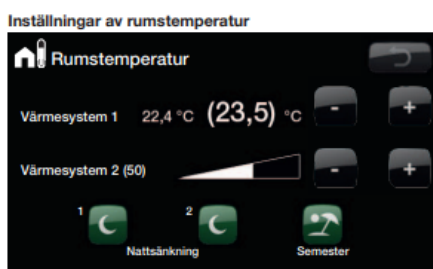 Inställningar av rumstemperatur
Rumstemperatur
Värmesystem 1 22,4 °C (23,5) °C - +
Värmesystem 2 (50) - +
1 2
Nattsänkning Semester